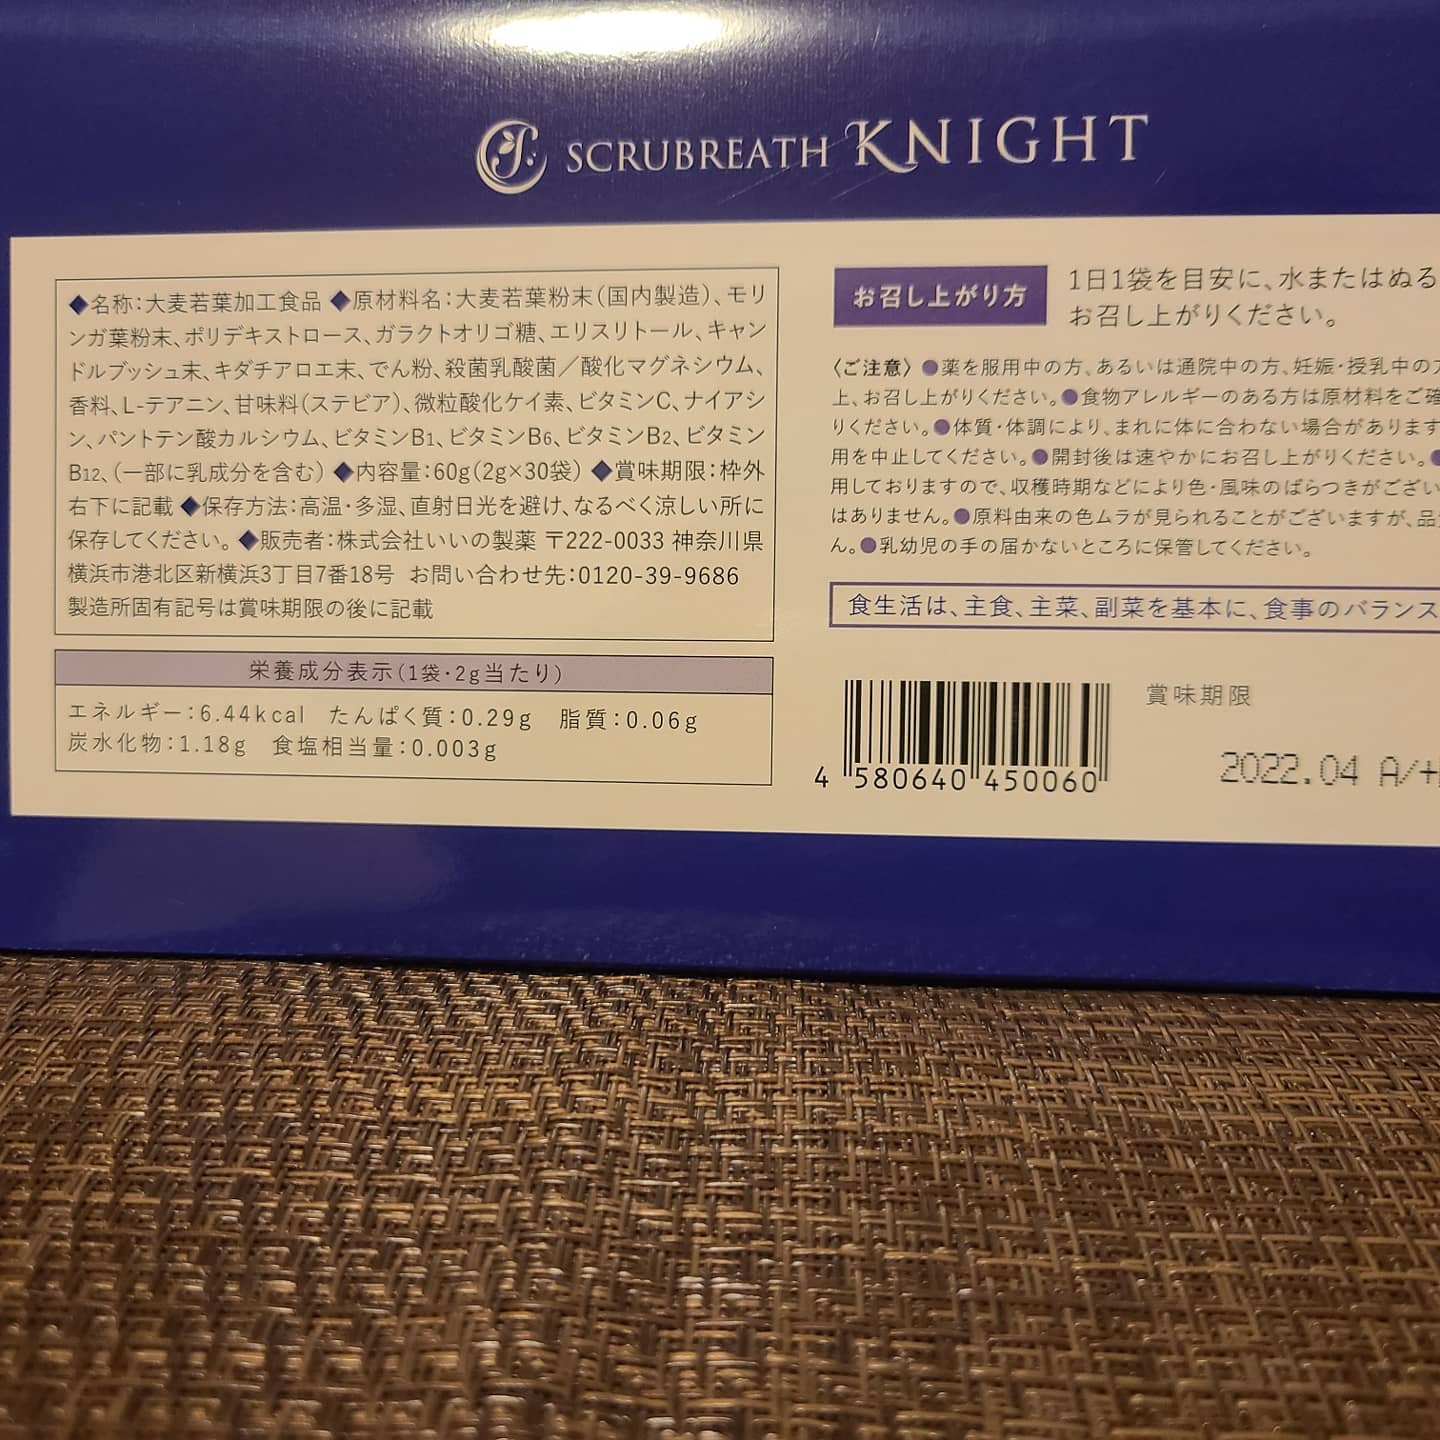 SCRUBREATH KNIGHT
◆名称:大麦若葉加工食品 ◆原材料名:大麦若葉粉末(国内製造)、モリ
ンガ葉粉末、ポリデキストロース、ガラクトオリゴ糖、エリスリトール、キャン
ドルブッシュ末、キダチアロエ末、でん粉、殺菌乳酸菌／酸化マグネシウム、
香料、L-テアニン、甘味料(ステビア)、微粒酸化ケイ素、ビタミンC、ナイアシ
ン、パントテン酸カルシウム、ビタミンB1、ビタミンB6、ビタミンB2、ビタミン
B12、(一部に乳成分を含む) ◆内容量:60g(2g×30袋) ◆賞味期限:枠外
右下に記載 ◆保存方法:高温・多湿、直射日光を避け、なるべく涼しい所に
保存してください。 ◆販売者:株式会社いいの製薬 〒222-0033 神奈川県
横浜市港北区新横浜3丁目7番18号 お問い合わせ先:0120-39-9686
製造所固有記号は賞味期限の後に記載
栄養成分表示(1袋・2g当たり)
エネルギー:6.44kcal たんぱく質:0.29g 脂質:0.06g
炭水化物:1.18g 食塩相当量:0.003g
お召し上がり方
1日1袋を目安に、水またはぬる
お召し上がりください。
〈ご注意〉●薬を服用中の方、あるいは通院中の方、妊娠・授乳中の
上、お召し上がりください。●食物アレルギーのある方は原材料をご確
りください。●体質・体調により、まれに体に合わない場合があります
用を中止してください。●開封後は速やかにお召し上がりください。●
用しておりますので、収穫時期などにより色・風味のばらつきがござい
はありません。●原料由来の色ムラが見られることがございますが、品
ん。●乳幼児の手の届かないところに保管してください。
食生活は、主食、主菜、副菜を基本に、食事のバランス
4 580640 450060
賞味期限
2022.04 A/+